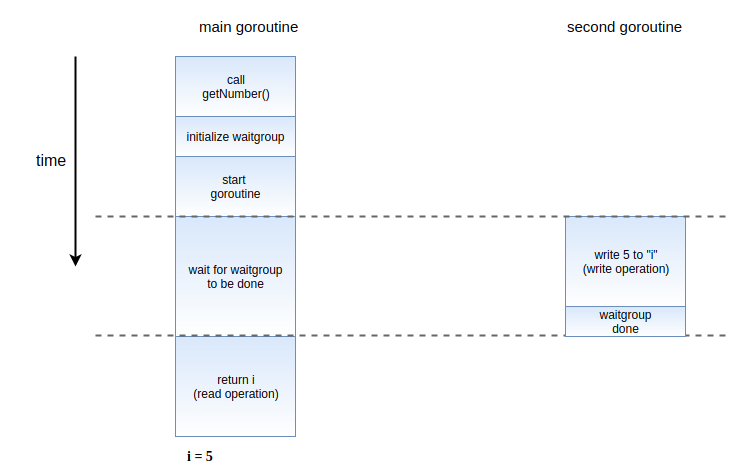 main goroutine
second goroutine
call
getNumber()
initialize waitgroup
time
start
goroutine
wait for waitgroup
to be done
write 5 to "i"
(write operation)
waitgroup
done
return i
(read operation)
i = 5